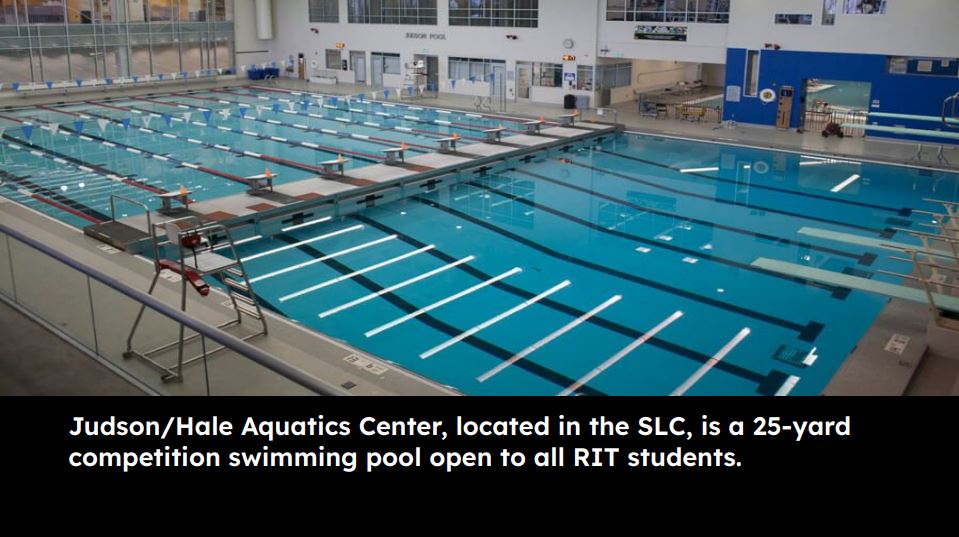 JUDSON POOL
Judson/Hale Aquatics Center, located in the SLC, is a 25-yard
competition swimming pool open to all RIT students.